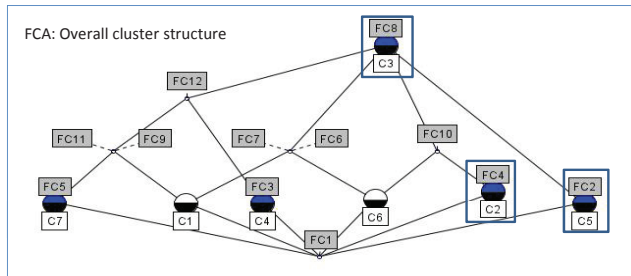 FCA: Overall cluster structure
FC8
C3
FC12
FC11
FC9
FC7
FC6
FC10
FC5
C7
C1
FC3
C4
C6
FC4
C2
FC2
C5
FC1